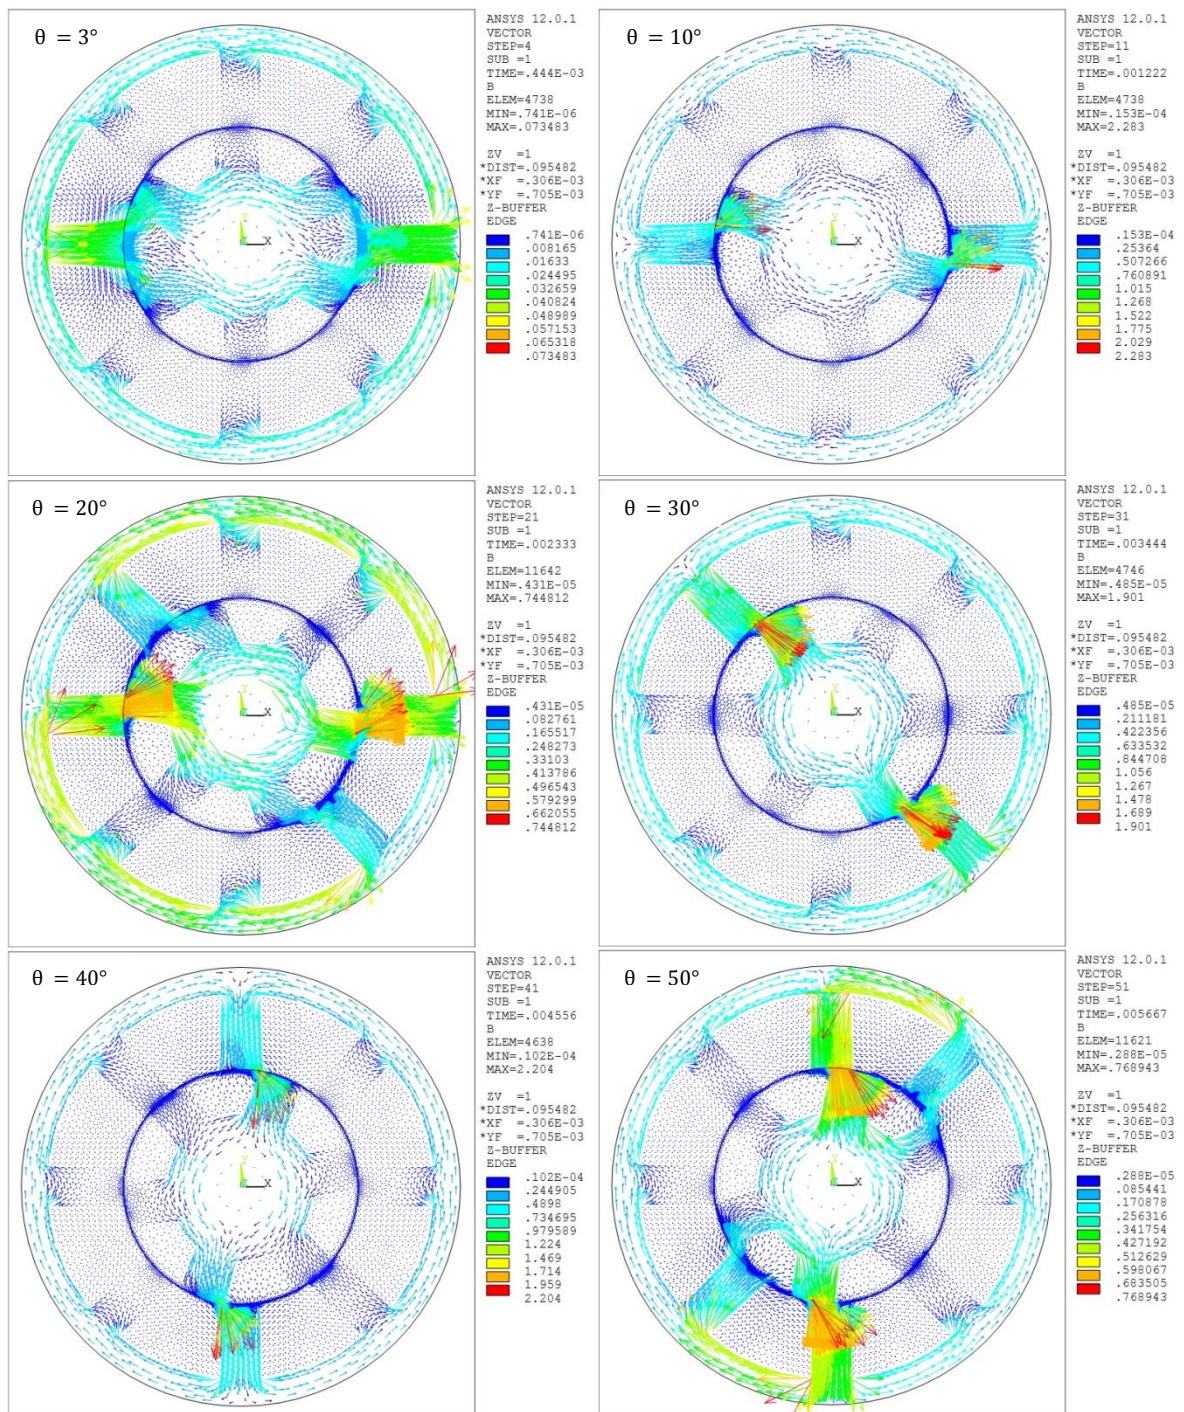 θ = 3°
ANSYS 12.0.1
VECTOR
STEP=4
SUB =1
TIME=.444E-03
B
ELEM=4738
MIN=.741E-06
MAX=.073483
ZV =1
*DIST=.095482
*XF =.306E-03
*YF =.705E-03
Z-BUFFER
EDGE
.741E-06
.008165
.01633
.024495
.032659
.040824
.048989
.057153
.065318
.073483
Y
X
θ = 10°
ANSYS 12.0.1
VECTOR
STEP=11
SUB =1
TIME=.001222
B
ELEM=4738
MIN=.153E-04
MAX=2.283
ZV =1
*DIST=.095482
*XF =.306E-03
*YF =.705E-03
Z-BUFFER
EDGE
.153E-04
.25364
.507266
.760891
1.015
1.268
1.522
1.775
2.029
2.283
Y
X
θ = 20°
ANSYS 12.0.1
VECTOR
STEP=21
SUB =1
TIME=.002333
B
ELEM=11642
MIN=.431E-05
MAX=.744812
ZV =1
*DIST=.095482
*XF =.306E-03
*YF =.705E-03
Z-BUFFER
EDGE
.431E-05
.082761
.165517
.248273
.33103
.413786
.496543
.579299
.662055
.744812
Y
X
θ = 30°
ANSYS 12.0.1
VECTOR
STEP=31
SUB =1
TIME=.003444
B
ELEM=4746
MIN=.485E-05
MAX=1.901
ZV =1
*DIST=.095482
*XF =.306E-03
*YF =.705E-03
Z-BUFFER
EDGE
.485E-05
.211181
.422356
.633532
.844708
1.056
1.267
1.478
1.689
1.901
Y
X
θ = 40°
ANSYS 12.0.1
VECTOR
STEP=41
SUB =1
TIME=.004556
B
ELEM=4638
MIN=.102E-04
MAX=2.204
ZV =1
*DIST=.095482
*XF =.306E-03
*YF =.705E-03
Z-BUFFER
EDGE
.102E-04
.244905
.4898
.734695
.979589
1.224
1.469
1.714
1.959
2.204
Y
X
θ = 50°
ANSYS 12.0.1
VECTOR
STEP=51
SUB =1
TIME=.005667
B
ELEM=11621
MIN=.288E-05
MAX=.768943
ZV =1
*DIST=.095482
*XF =.306E-03
*YF =.705E-03
Z-BUFFER
EDGE
.288E-05
.085441
.170878
.256316
.341754
.427192
.512629
.598067
.683505
.768943
Y
X